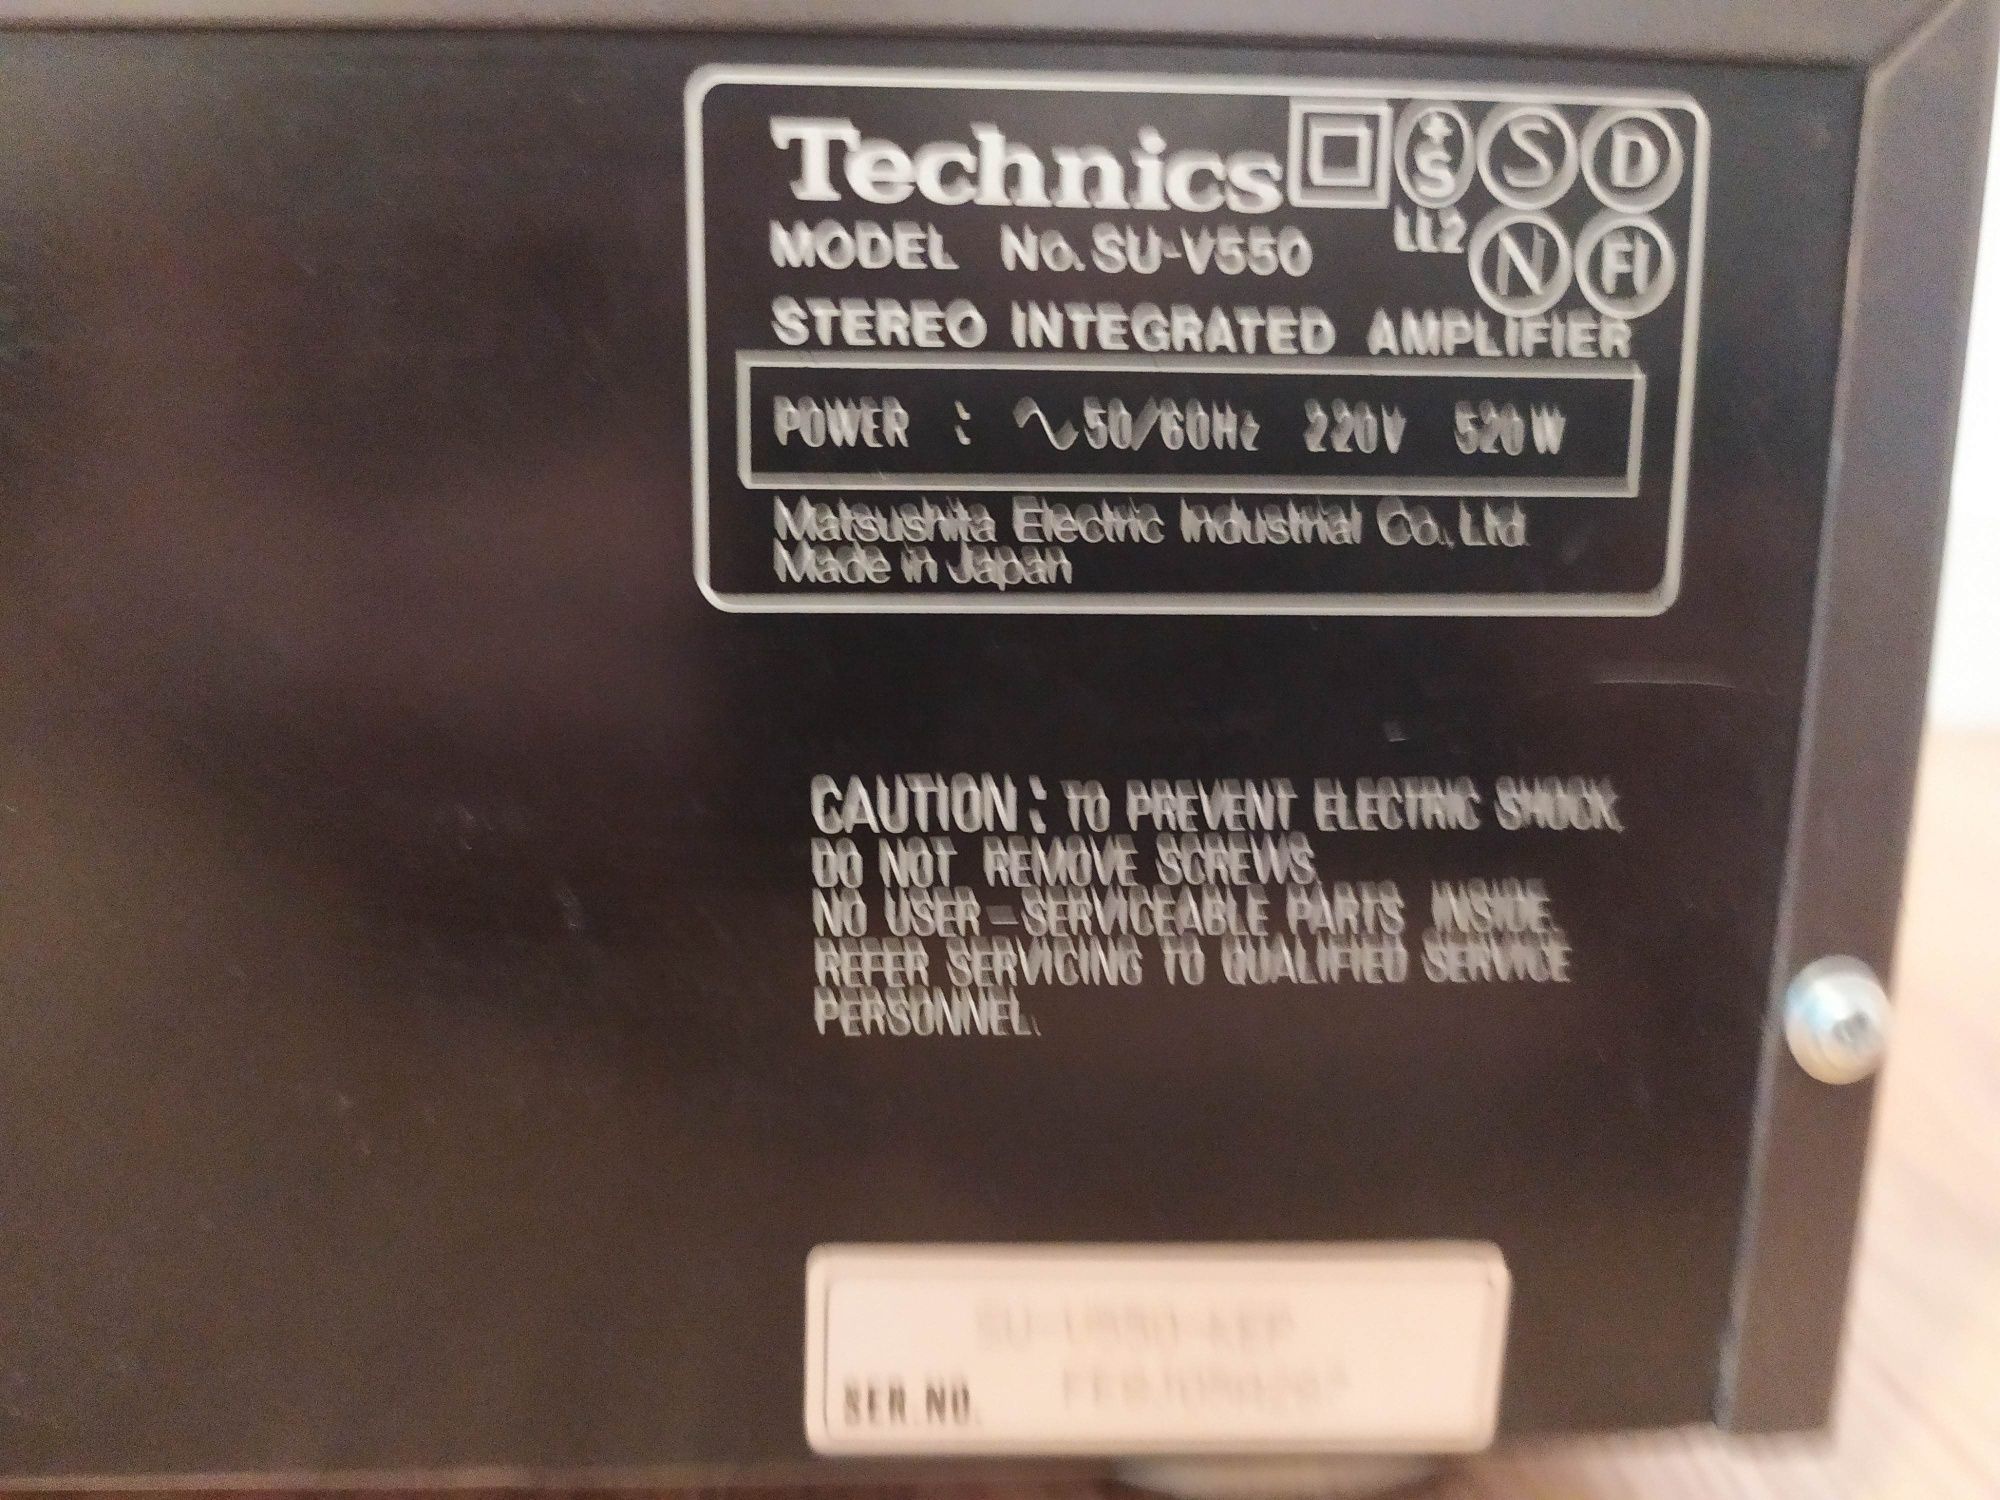 Technics
+S S D
LL2 N FI
MODEL No. SU-V550
STEREO INTEGRATED AMPLIFIER
POWER : ∿50/60Hz 220V 520W
Matsushita Electric Industrial Co., Ltd.
Made in Japan
CAUTION: TO PREVENT ELECTRIC SHOCK,
DO NOT REMOVE SCREWS.
NO USER-SERVICEABLE PARTS INSIDE.
REFER SERVICING TO QUALIFIED SERVICE
PERSONNEL.
SER. NO.